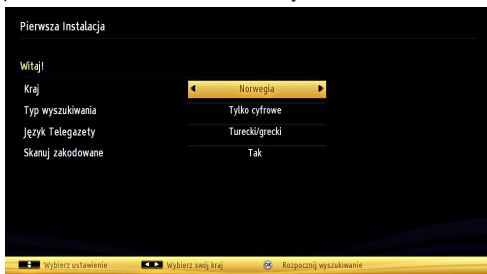 Pierwsza Instalacja
Witaj!
Kraj Norwegia
Typ wyszukiwania Tylko cyfrowe
Język Telegazety Turecki/grecki
Skanuj zakodowane Tak
Wybierz ustawienie Wybierz swój kraj OK Rozpocznij wyszukiwanie